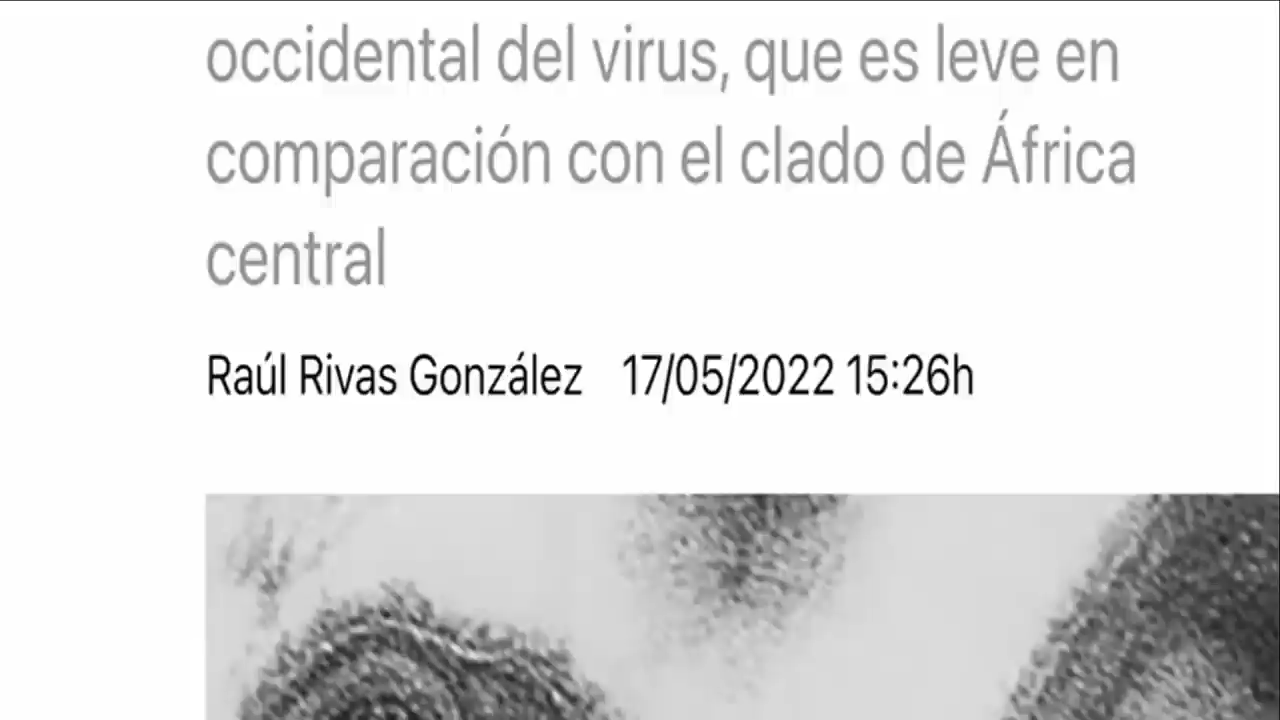 occidental del virus, que es leve en
comparación con el clado de África
central
Raúl Rivas González 17/05/2022 15:26h